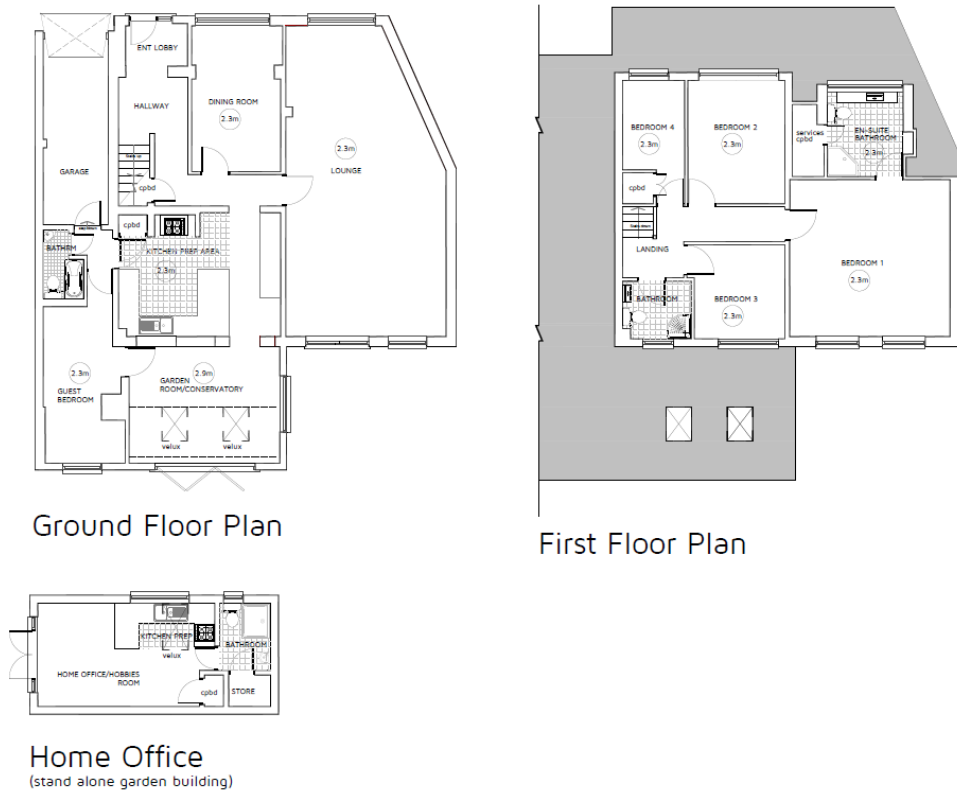 ENT LOBBY
HALLWAY
DINING ROOM
2.3m
2.3m
LOUNGE
GARAGE
cpbd
cpbd
BATHRM
KITCHEN PREP AREA
2.3m
2.3m
GUEST
BEDROOM
2.9m
GARDEN
ROOM/CONSERVATORY
velux
velux
Ground Floor Plan
BEDROOM 4
2.3m
BEDROOM 2
2.3m
services
cpbd
EN-SUITE
BATHROOM
2.3m
cpbd
LANDING
BEDROOM 1
2.3m
BATHROOM
BEDROOM 3
2.3m
First Floor Plan
KITCHEN PREP
velux
BATHROOM
HOME OFFICE/HOBBIES
ROOM
cpbd
STORE
Home Office
(stand alone garden building)